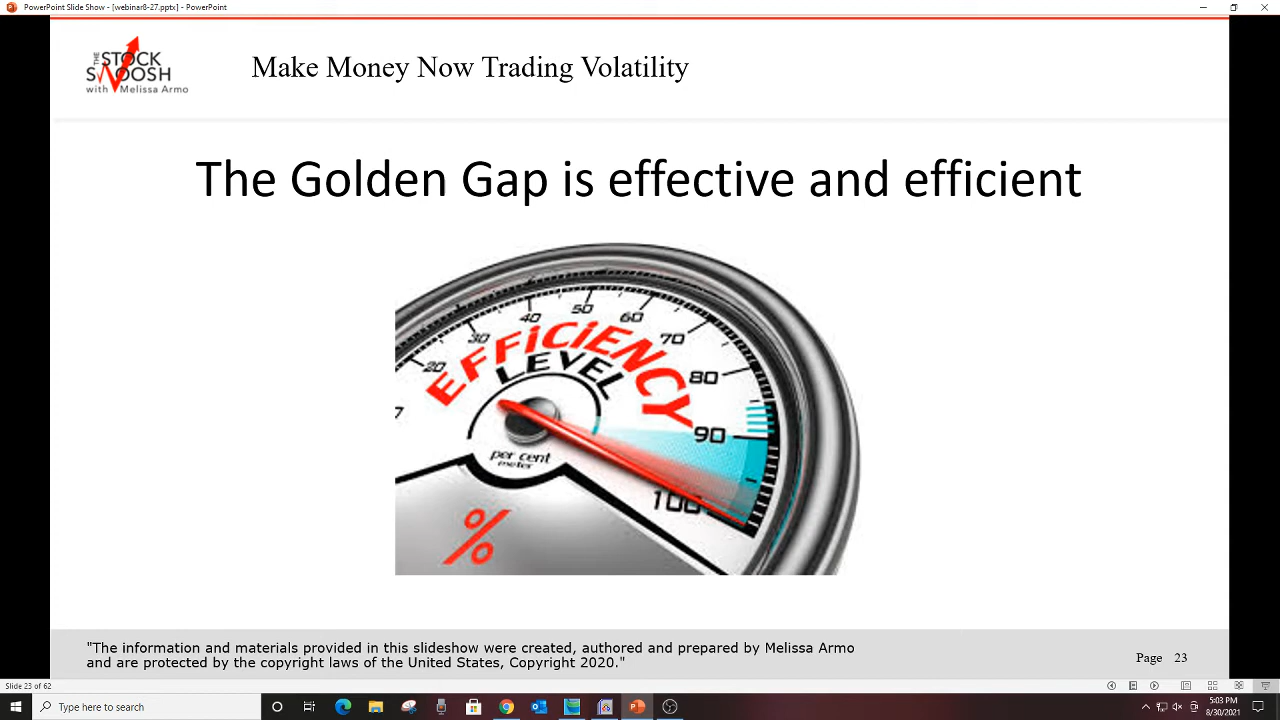 PowerPoint Slide Show - [webinar8-27.pptx] - PowerPoint
THE
STOCK
SWOOSH
with Melissa Armo
Make Money Now Trading Volatility
The Golden Gap is effective and efficient
20
30
40
50
60
70
80
90
100
EFFiCiENCY
LEVEL
per cent
meter
%
"The information and materials provided in this slideshow were created, authored and prepared by Melissa Armo
and are protected by the copyright laws of the United States, Copyright 2020."
Page 23
Slide 23 of 62
Type here to search
5:03 PM
8/30/2021